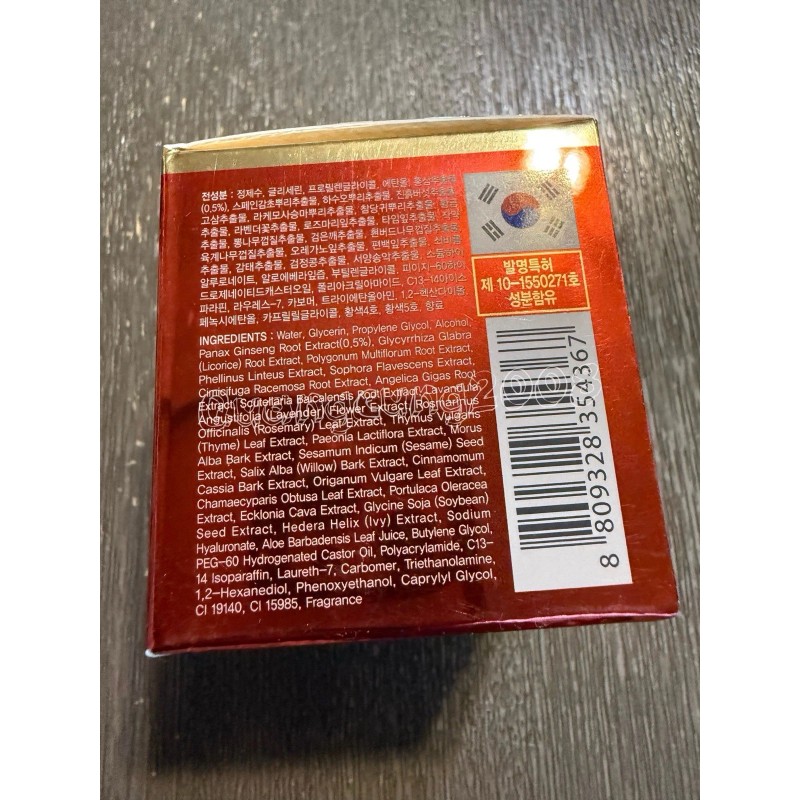 전성분 : 정제수, 글리세린, 프로필렌글라이콜, 에탄올, 홍삼추출물
(0.5%), 스페인감초뿌리추출물, 하수오뿌리추출물, 진흙버섯추출물,
고삼추출물, 라케모사승마뿌리추출물, 참당귀뿌리추출물, 황금
추출물, 라벤더꽃추출물, 로즈마리잎추출물, 타임잎추출물, 작약
추출물, 뽕나무껍질추출물, 검은깨추출물, 흰버드나무껍질추출물,
육계나무껍질추출물, 오레가노잎추출물, 편백잎추출물,
추출물, 감태추출물, 검정콩추출물, 서양송악추출물, 소듐하이
알루로네이트, 알로에베라잎즙, 부틸렌글라이콜, 피이지-60하이
드로제네이티드캐스터오일, 폴리아크릴아마이드, C13-14아이소
파라핀, 라우레스-7, 카보머, 트라이에탄올아민, 1,2-헥산다이올,
페녹시에탄올, 카프릴릴글라이콜, 황색4호, 황색5호, 향료
INGREDIENTS : Water, Glycerin, Propylene Glycol, Alcohol,
Panax Ginseng Root Extract(0.5%), Glycyrrhiza Glabra
(Licorice) Root Extract, Polygonum Multiflorum Root Extract,
Phellinus Linteus Extract, Sophora Flavescens Extract,
Cimicifuga Racemosa Root Extract, Angelica Gigas Root
Extract, Scutellaria Baicalensis Root Extract, Lavandula
Angustifolia (Lavender) Flower Extract, Rosmarinus
Officinalis (Rosemary) Leaf Extract, Thymus Vulgaris
(Thyme) Leaf Extract, Paeonia Lactiflora Extract, Morus
Alba Bark Extract, Sesamum Indicum (Sesame) Seed
Extract, Salix Alba (Willow) Bark Extract, Cinnamomum
Cassia Bark Extract, Origanum Vulgare Leaf Extract,
Chamaecyparis Obtusa Leaf Extract, Portulaca Oleracea
Extract, Ecklonia Cava Extract, Glycine Soja (Soybean)
Seed Extract, Hedera Helix (Ivy) Extract, Sodium
Hyaluronate, Aloe Barbadensis Leaf Juice, Butylene Glycol,
PEG-60 Hydrogenated Castor Oil, Polyacrylamide, C13-
14 Isoparaffin, Laureth-7, Carbomer, Triethanolamine,
1,2-Hexanediol, Phenoxyethanol, Caprylyl Glycol,
CI 19140, CI 15985, Fragrance
발명특허
제 10-1550271호
성분함유
8 809328 354367